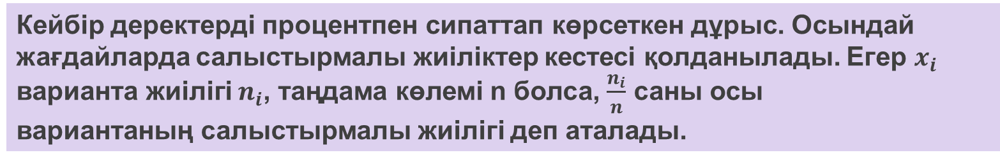 Кейбір деректерді процентпен сипаттап көрсеткен дұрыс. Осындай
жағдайларда салыстырмалы жиіліктер кестесі қолданылады. Егер $x_i$
варианта жиілігі $n_i$, таңдама көлемі n болса, $\frac{n_i}{n}$ саны осы
вариантаның салыстырмалы жиілігі деп аталады.